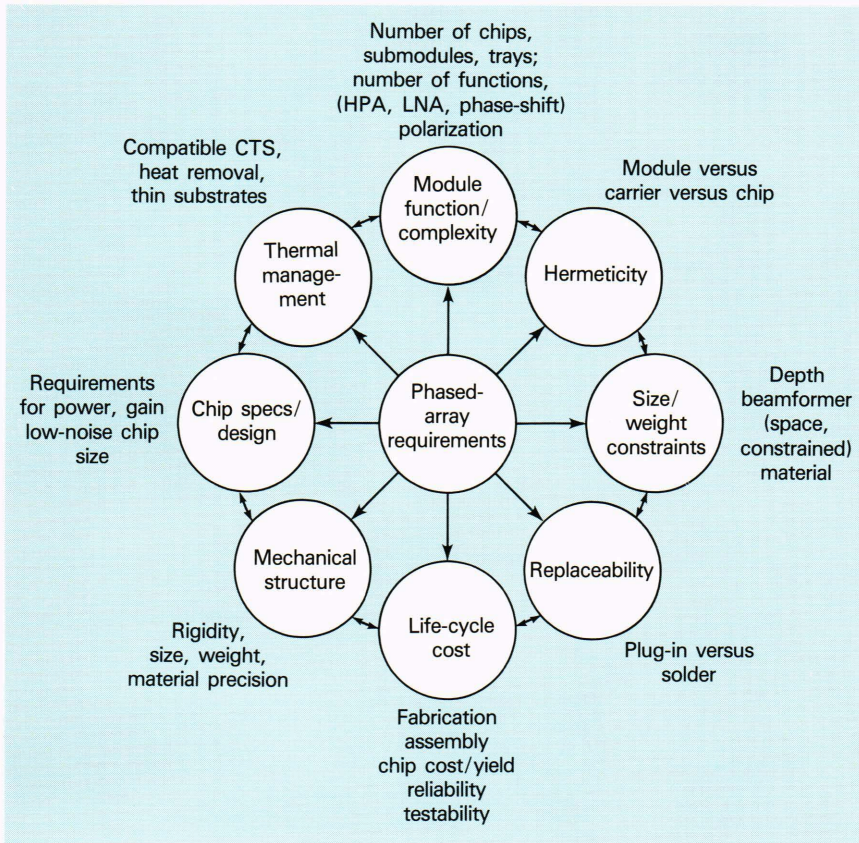 Number of chips,
submodules, trays;
number of functions,
(HPA, LNA, phase-shift)
polarization
Compatible CTS,
heat removal,
thin substrates
Module
function/
complexity
Module versus
carrier versus chip
Thermal
manage-
ment
Hermeticity
Requirements
for power, gain
low-noise chip
size
Chip specs/
design
Phased-
array
requirements
Size/
weight
constraints
Depth
beamformer
(space,
constrained)
material
Mechanical
structure
Replaceability
Rigidity,
size, weight,
material precision
Life-cycle
cost
Plug-in versus
solder
Fabrication
assembly
chip cost/yield
reliability
testability